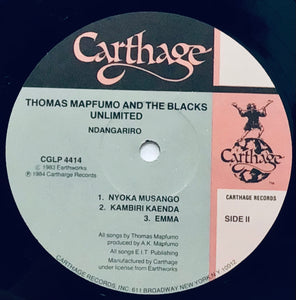 Carthage
THOMAS MAPFUMO AND THE BLACKS
UNLIMITED
NDANGARIRO
CGLP 4414
© 1983 Earthworks
℗ 1984 Carthage Records
1. NYOKA MUSANGO
2. KAMBIRI KAENDA
3. EMMA
All songs by Thomas Mapfumo
produced by A.K. Mapfumo
All songs E.I.T. Publishing
Manufactured by Carthage
under license from Earthworks
Carthage
TM
CARTHAGE RECORDS
SIDE II
CARTHAGE RECORDS, INC. 611 BROADWAY NEW YORK N.Y. 10012